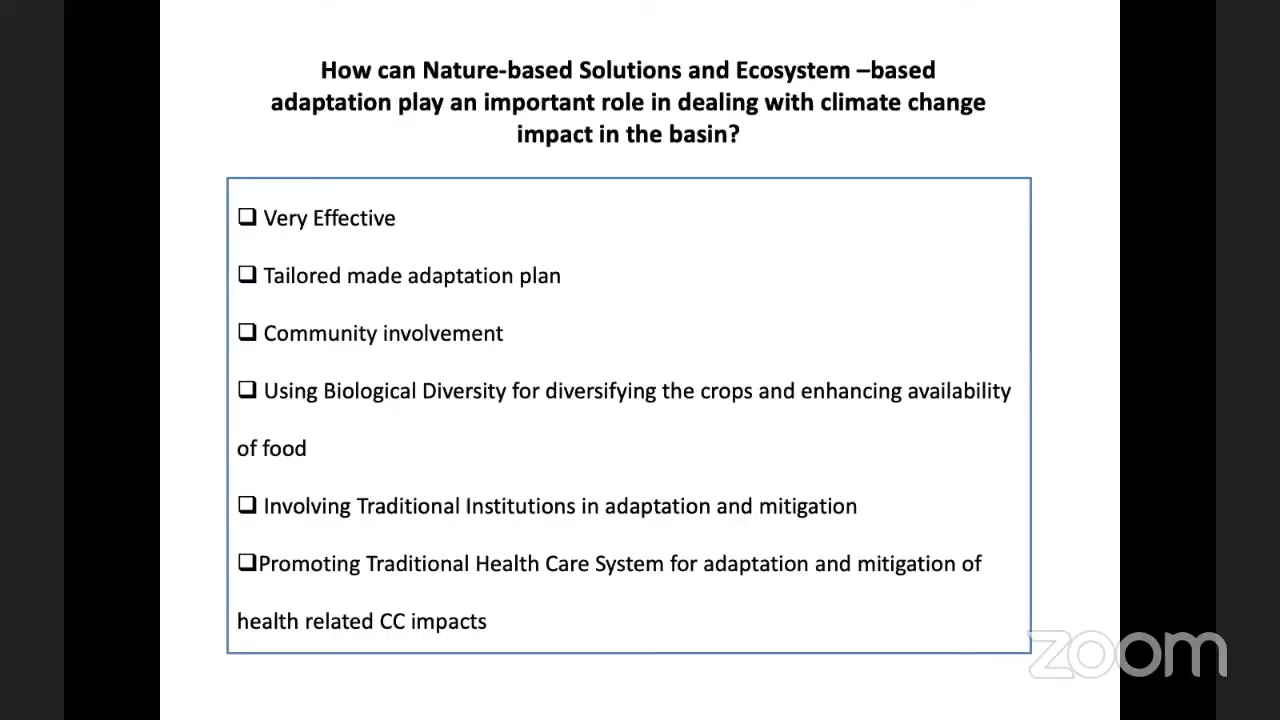 How can Nature-based Solutions and Ecosystem –based
adaptation play an important role in dealing with climate change
impact in the basin?
❑ Very Effective
❑ Tailored made adaptation plan
❑ Community involvement
❑ Using Biological Diversity for diversifying the crops and enhancing availability
of food
❑ Involving Traditional Institutions in adaptation and mitigation
❑Promoting Traditional Health Care System for adaptation and mitigation of
health related CC impacts
zoom